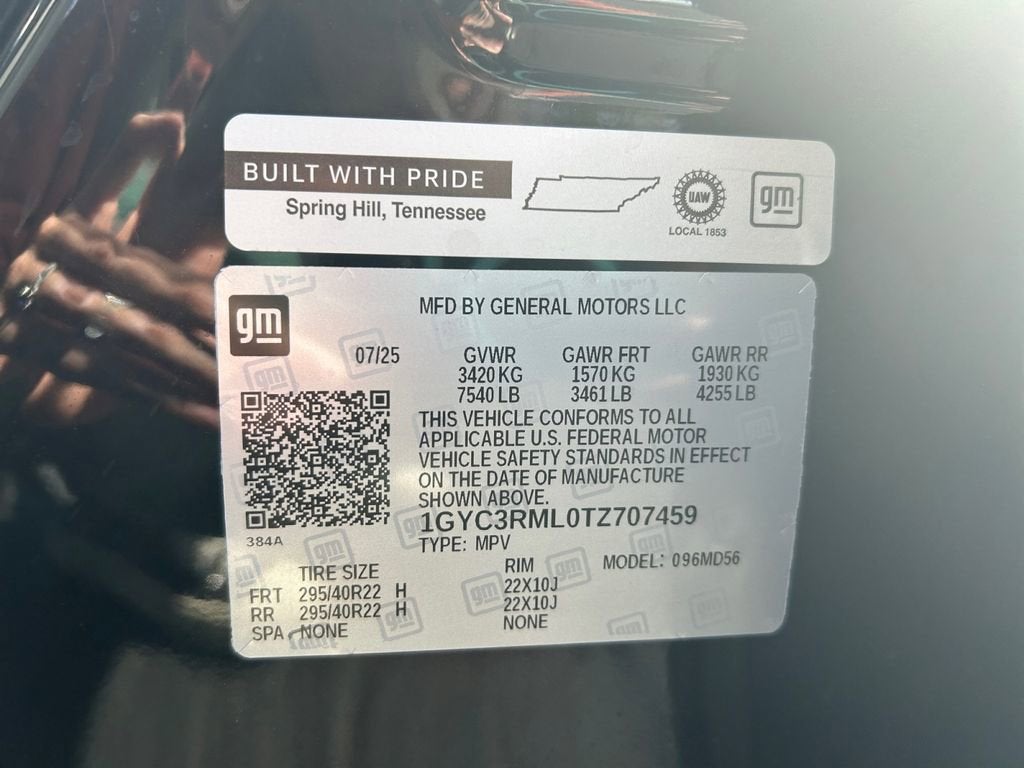 BUILT WITH PRIDE
Spring Hill, Tennessee
UAW
LOCAL 1853
gm
gm
MFD BY GENERAL MOTORS LLC
07/25 GVWR GAWR FRT GAWR RR
3420 KG 1570 KG 1930 KG
7540 LB 3461 LB 4255 LB
THIS VEHICLE CONFORMS TO ALL
APPLICABLE U.S. FEDERAL MOTOR
VEHICLE SAFETY STANDARDS IN EFFECT
ON THE DATE OF MANUFACTURE
SHOWN ABOVE.
1GYC3RML0TZ707459
384A
TYPE: MPV
TIRE SIZE RIM MODEL: 096MD56
FRT 295/40R22 H 22X10J
RR 295/40R22 H 22X10J
SPA NONE NONE